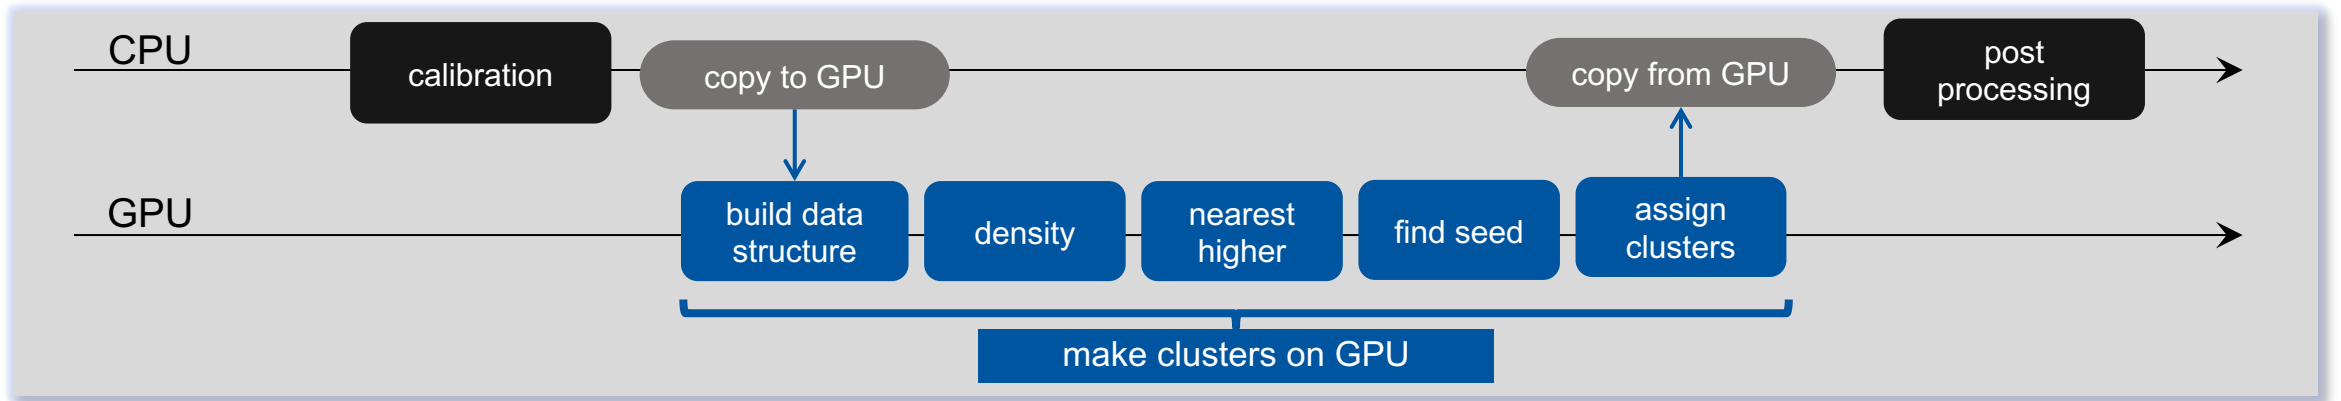 CPU
calibration
copy to GPU
copy from GPU
post
processing
GPU
build data
structure
density
nearest
higher
find seed
assign
clusters
make clusters on GPU